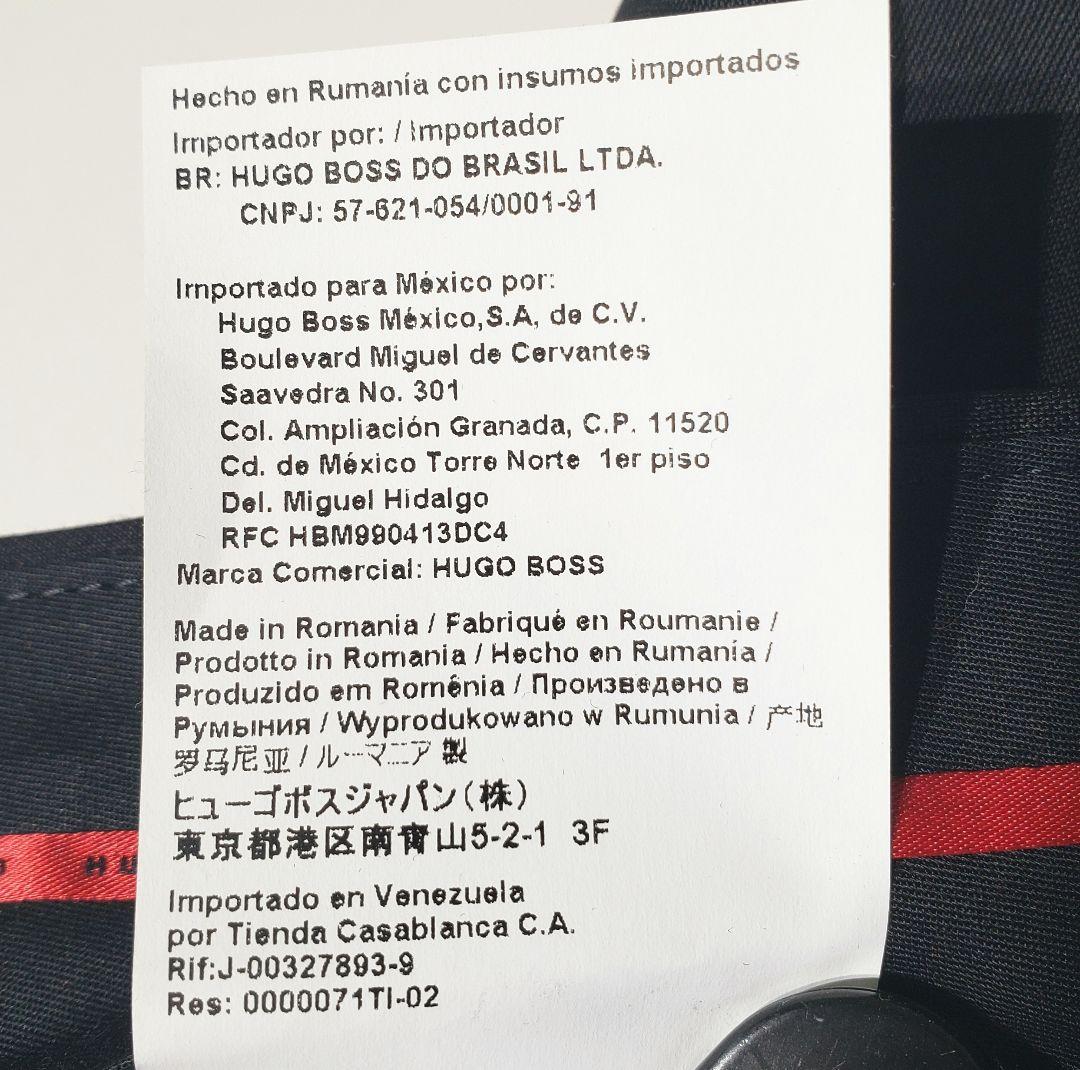 Hecho en Rumanía con insumos importados
Importador por: / Importador
BR: HUGO BOSS DO BRASIL LTDA.
CNPJ: 57-621-054/0001-91
Importado para México por:
Hugo Boss México,S.A, de C.V.
Boulevard Miguel de Cervantes
Saavedra No. 301
Col. Ampliación Granada, C.P. 11520
Cd. de México Torre Norte 1er piso
Del. Miguel Hidalgo
RFC HBM990413DC4
Marca Comercial: HUGO BOSS
Made in Romania / Fabriqué en Roumanie /
Prodotto in Romania / Hecho en Rumanía /
Produzido em Roménia / Произведено в
Румыния / Wyprodukowano w Rumunia / 产地
罗马尼亚 / ルーマニア 製
ヒューゴボスジャパン(株)
東京都港区南青山5-2-1 3F
H U
Importado en Venezuela
por Tienda Casablanca C.A.
Rif:J-00327893-9
Res: 0000071TI-02